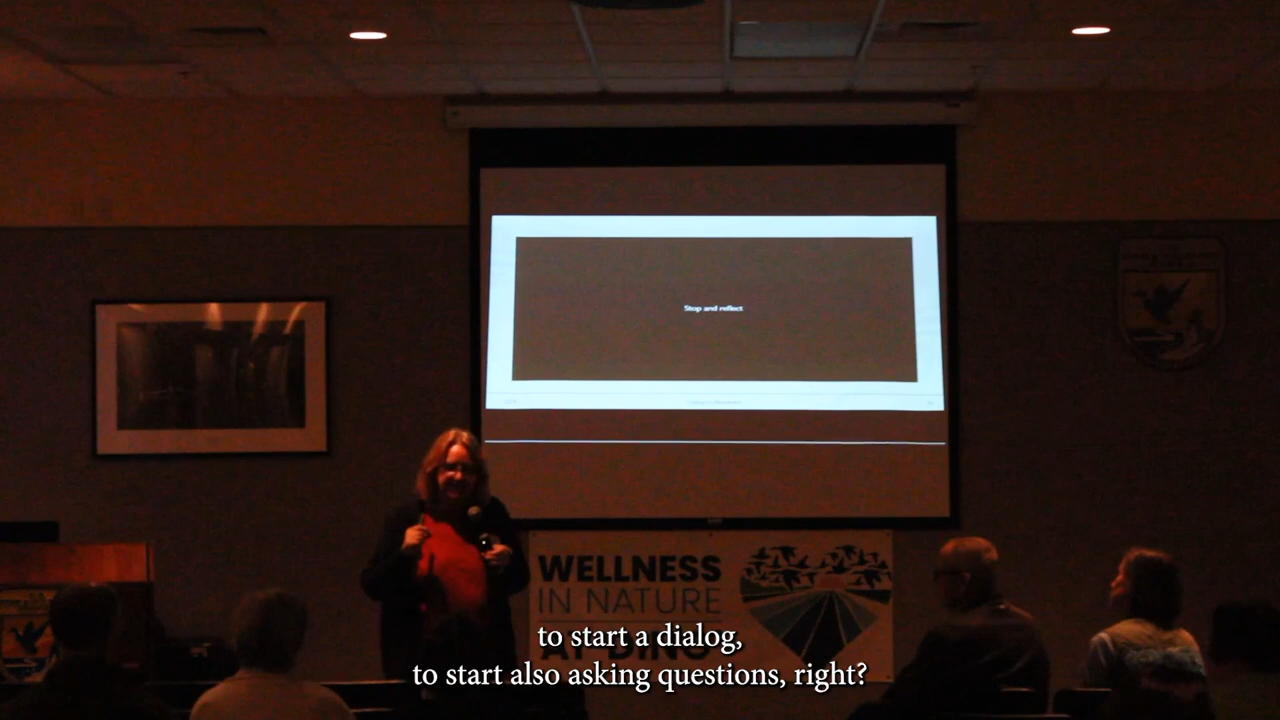 Stop and reflect
WELLNESS
IN NATURE
to start a dialog,
to start also asking questions, right?